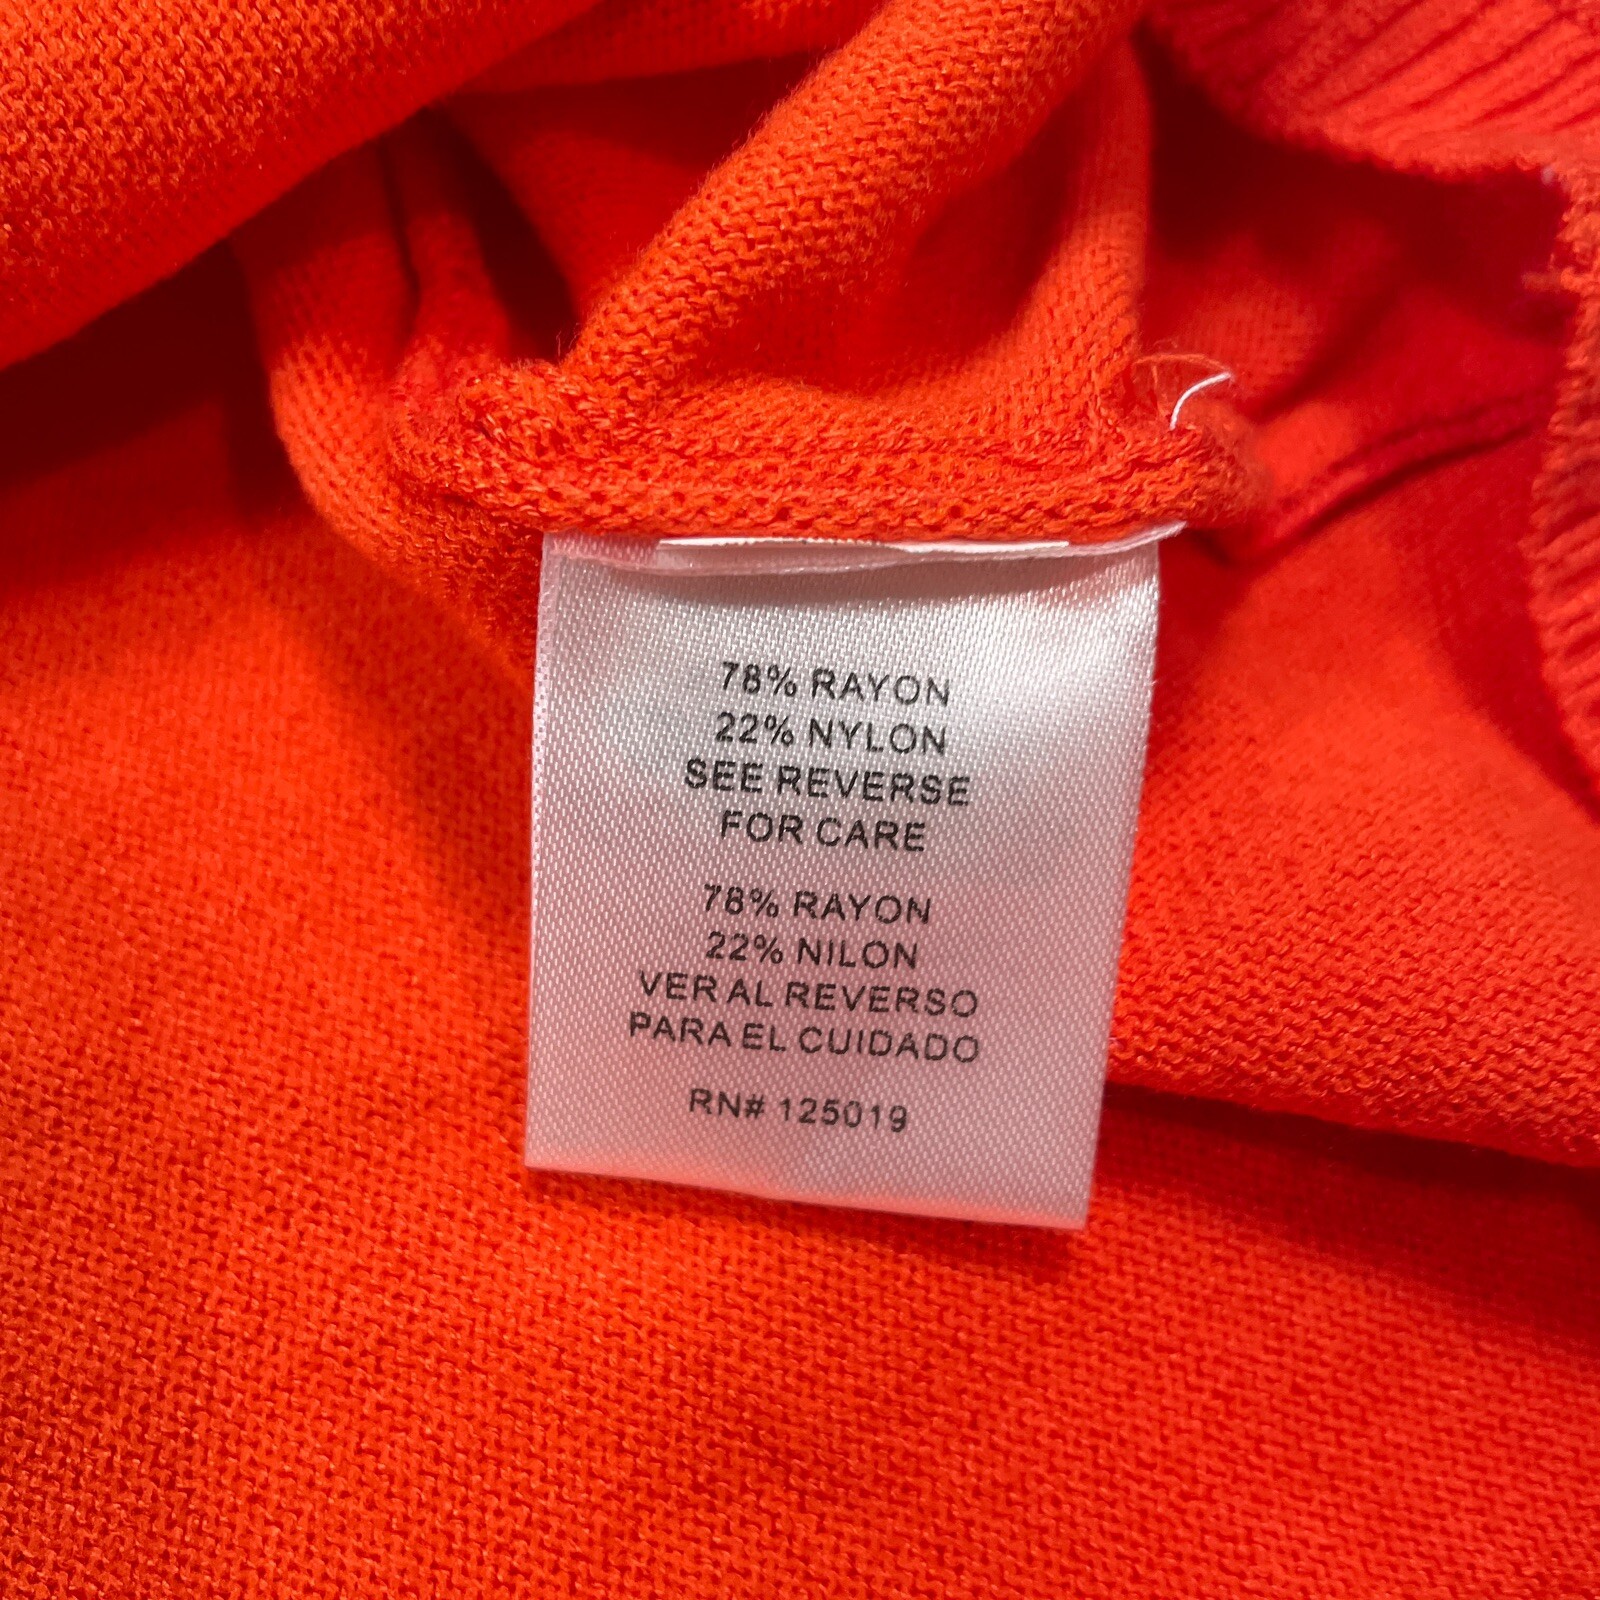 78% RAYON
22% NYLON
SEE REVERSE
FOR CARE
78% RAYON
22% NILON
VER AL REVERSO
PARA EL CUIDADO
RN# 125019